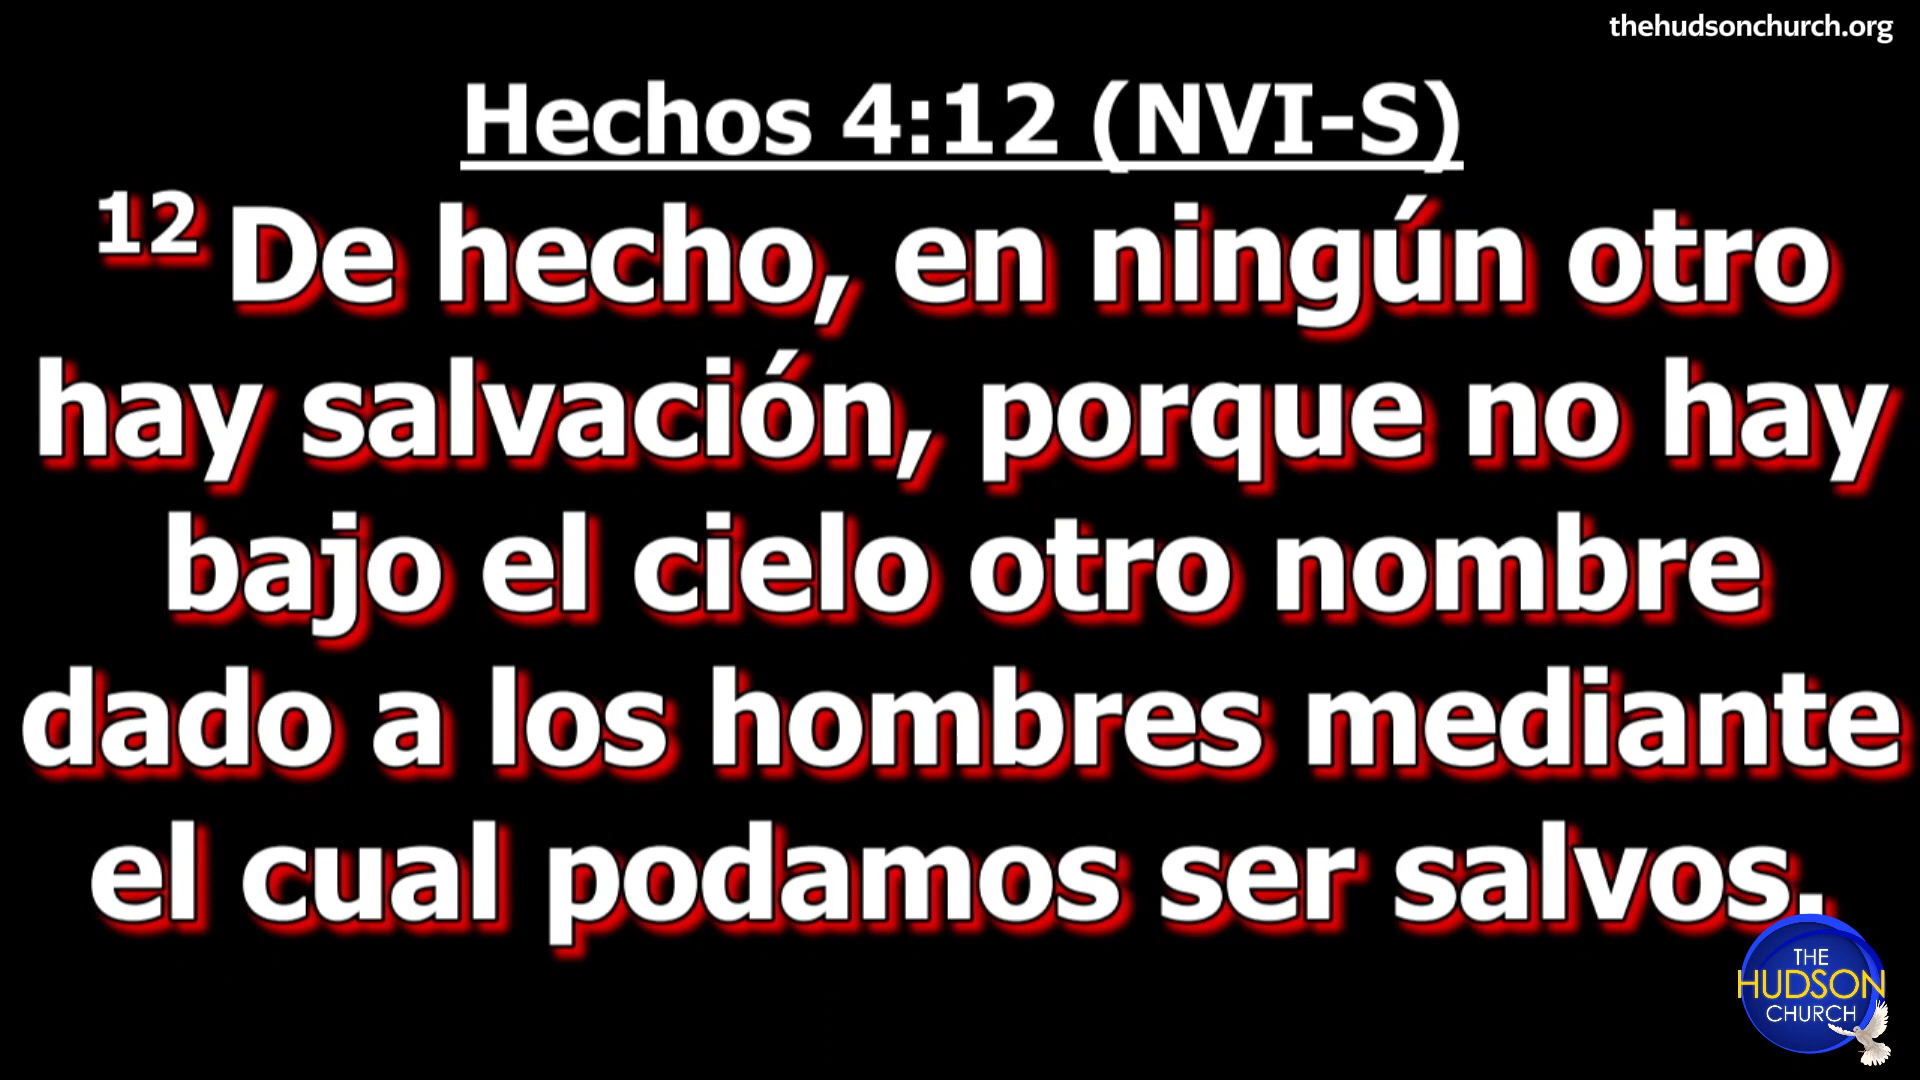 thehudsonchurch.org
Hechos 4:12 (NVI-S)
12 De hecho, en ningún otro
hay salvación, porque no hay
bajo el cielo otro nombre
dado a los hombres mediante
el cual podamos ser salvos.
THE
HUDSON
CHURCH